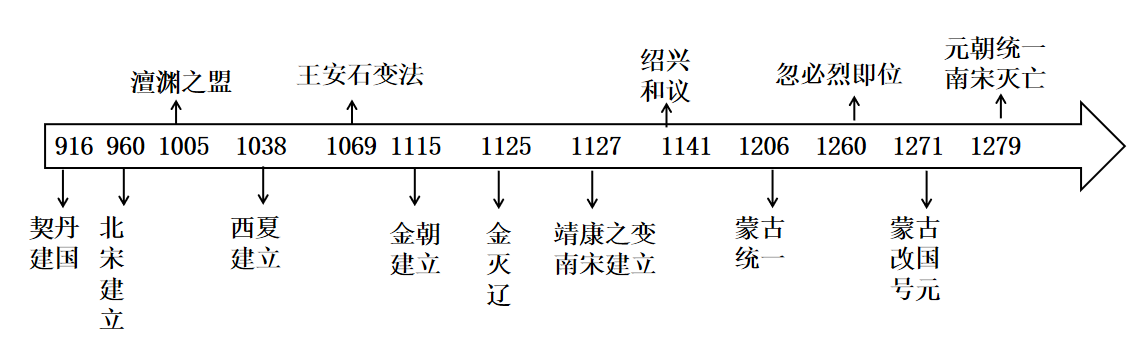 澶渊之盟
王安石变法
绍兴
和议
忽必烈即位
元朝统一
南宋灭亡
916 960 1005 1038 1069 1115 1125 1127 1141 1206 1260 1271 1279
契丹
建国
北
宋
建
立
西夏
建立
金朝
建立
金
灭
辽
靖康之变
南宋建立
蒙古
统一
蒙古
改国
号元